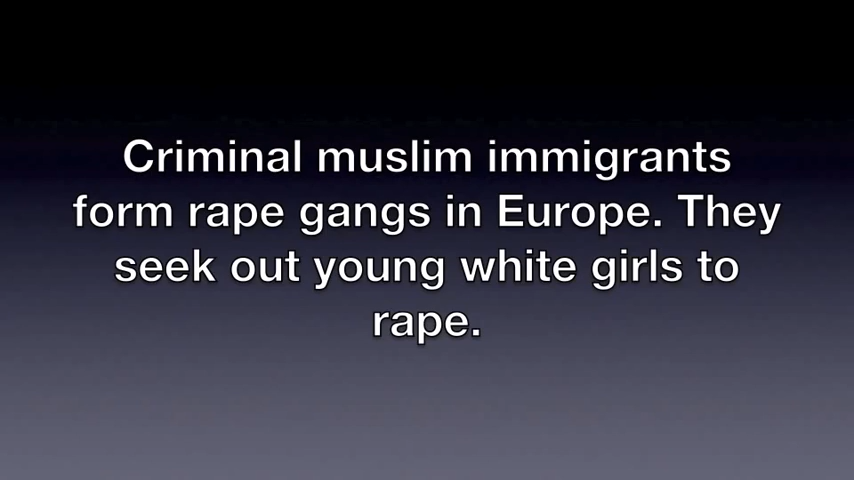 Criminal muslim immigrants
form rape gangs in Europe. They
seek out young white girls to
rape.